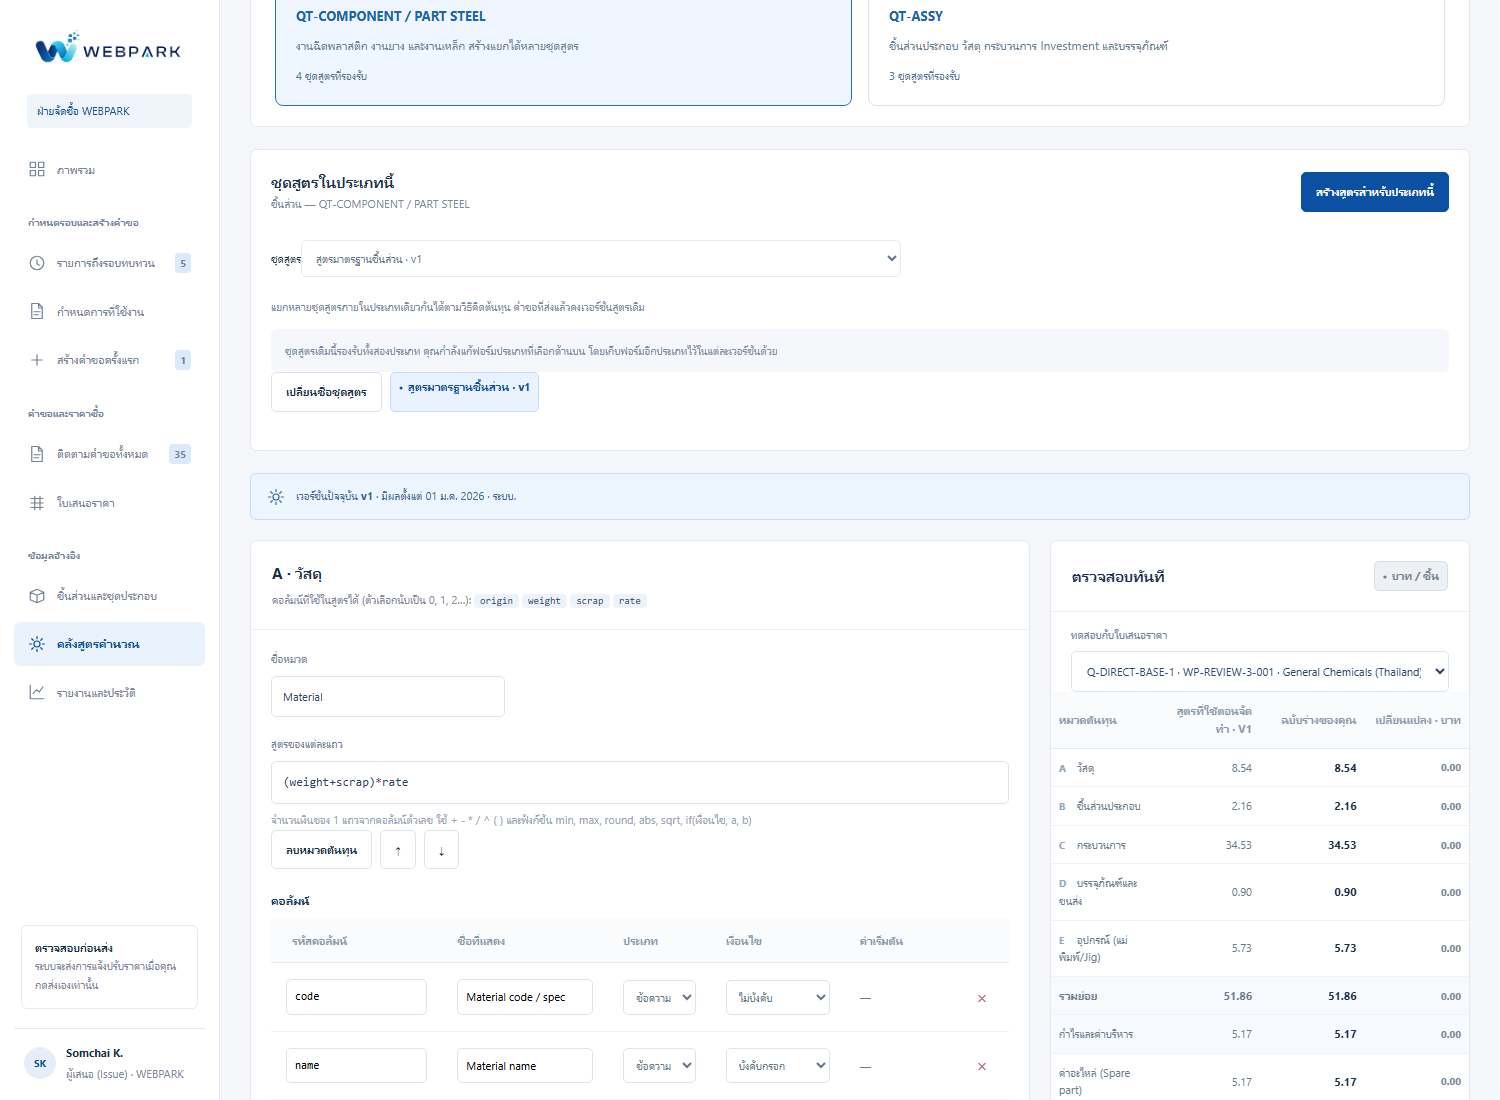 WEBPARK
ฝ่ายจัดซื้อ WEBPARK
ภาพรวม
กำหนดรอบและสร้างคำขอ
รายการถึงรอบทบทวน 5
กำหนดการที่ใช้งาน
สร้างคำขอครั้งแรก 1
คำขอและราคาซื้อ
ติดตามคำขอทั้งหมด 35
ใบเสนอราคา
ข้อมูลอ้างอิง
ชิ้นส่วนและชุดประกอบ
คลังสูตรคำนวณ
รายงานและประวัติ
ตรวจสอบก่อนส่ง
ระบบจะส่งการแจ้งปรับราคาเมื่อคุณ
กดส่งเองเท่านั้น
SK
Somchai K.
ผู้เสนอ (Issue) · WEBPARK
QT-COMPONENT / PART STEEL
งานฉีดพลาสติก งานยาง และงานเหล็ก สร้างแยกได้หลายชุดสูตร
4 ชุดสูตรที่รองรับ
QT-ASSY
ชิ้นส่วนประกอบ วัสดุ กระบวนการ Investment และบรรจุภัณฑ์
3 ชุดสูตรที่รองรับ
ชุดสูตรในประเภทนี้
ชิ้นส่วน — QT-COMPONENT / PART STEEL
สร้างสูตรสำหรับประเภทนี้
ชุดสูตร สูตรมาตรฐานชิ้นส่วน · v1
แยกหลายชุดสูตรภายในประเภทเดียวกันได้ตามวิธีคิดต้นทุน คำขอที่ส่งแล้วคงเวอร์ชันสูตรเดิม
ชุดสูตรเดิมนี้รองรับทั้งสองประเภท คุณกำลังแก้ฟอร์มประเภทที่เลือกด้านบน โดยเก็บฟอร์มอีกประเภทไว้ในแต่ละเวอร์ชันด้วย
เปลี่ยนชื่อชุดสูตร
• สูตรมาตรฐานชิ้นส่วน · v1
เวอร์ชันปัจจุบัน v1 · มีผลตั้งแต่ 01 ม.ค. 2026 · ระบบ.
A · วัสดุ
คอลัมน์ที่ใช้ในสูตรได้ (ตัวเลือกนับเป็น 0, 1, 2…): origin weight scrap rate
ชื่อหมวด
Material
สูตรของแต่ละแถว
(weight+scrap)*rate
จำนวนเงินของ 1 แถวจากคอลัมน์ตัวเลข ใช้ + - * / ^ ( ) และฟังก์ชัน min, max, round, abs, sqrt, if(เงื่อนไข, a, b)
ลบหมวดต้นทุน ↑ ↓
คอลัมน์
รหัสคอลัมน์ ชื่อที่แสดง ประเภท เงื่อนไข ค่าเริ่มต้น
code Material code / spec ข้อความ ไม่บังคับ — ×
name Material name ข้อความ บังคับกรอก — ×
ตรวจสอบทันที
• บาท / ชิ้น
ทดสอบกับใบเสนอราคา
Q-DIRECT-BASE-1 · WP-REVIEW-3-001 · General Chemicals (Thailand)
หมวดต้นทุน สูตรที่ใช้ตอนจัด ฉบับร่างของคุณ เปลี่ยนแปลง · บาท
ทำ · V1
A วัสดุ 8.54 8.54 0.00
B ชิ้นส่วนประกอบ 2.16 2.16 0.00
C กระบวนการ 34.53 34.53 0.00
D บรรจุภัณฑ์และ 0.90 0.90 0.00
ขนส่ง
E อุปกรณ์ (แม่ 5.73 5.73 0.00
พิมพ์/Jig)
รวมย่อย 51.86 51.86 0.00
กำไรและค่าบริหาร 5.17 5.17 0.00
ค่าอะไหล่ (Spare 5.17 5.17 0.00
part)